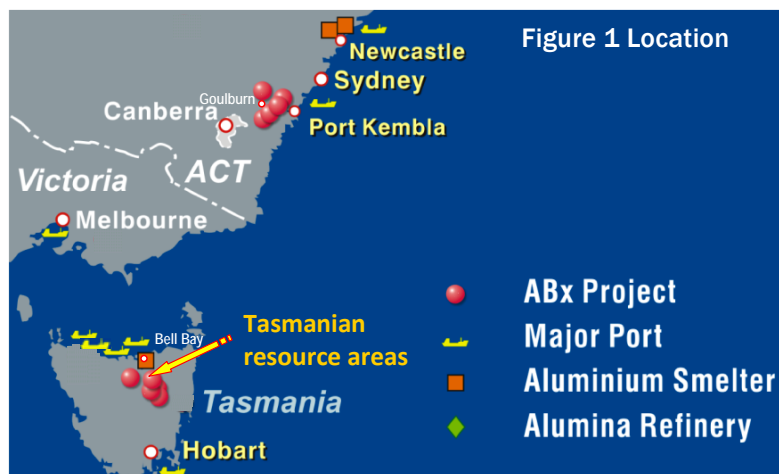 Figure 1 Location
Newcastle
Sydney
Goulburn
Canberra
Port Kembla
ACT
Victoria
Melbourne
ABx Project
Major Port
Aluminium Smelter
Alumina Refinery
Bell Bay
Tasmanian
resource areas
Tasmania
Hobart